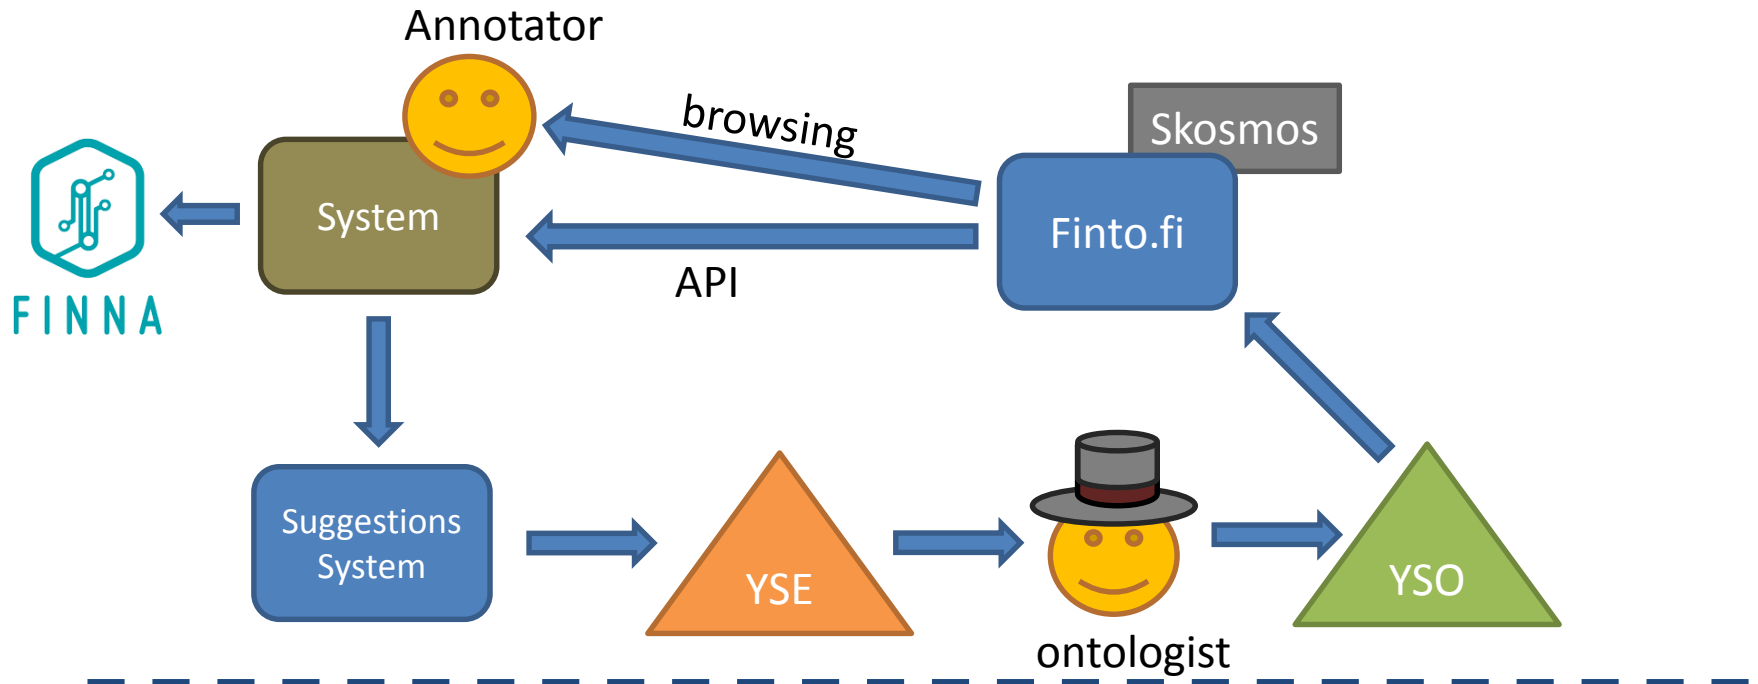 Annotator
browsing
Skosmos
System
Finto.fi
API
FINNA
Suggestions
System
YSE
YSO
ontologist